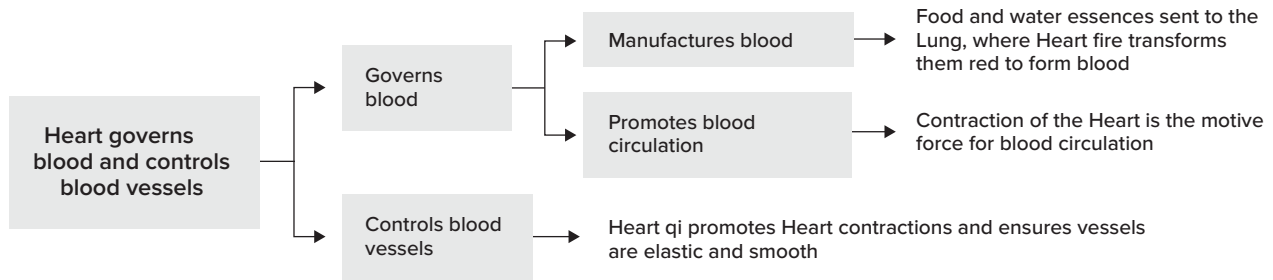 Heart governs
blood and controls
blood vessels
Governs
blood
Manufactures blood
Food and water essences sent to the
Lung, where Heart fire transforms
them red to form blood
Promotes blood
circulation
Contraction of the Heart is the motive
force for blood circulation
Controls blood
vessels
Heart qi promotes Heart contractions and ensures vessels
are elastic and smooth